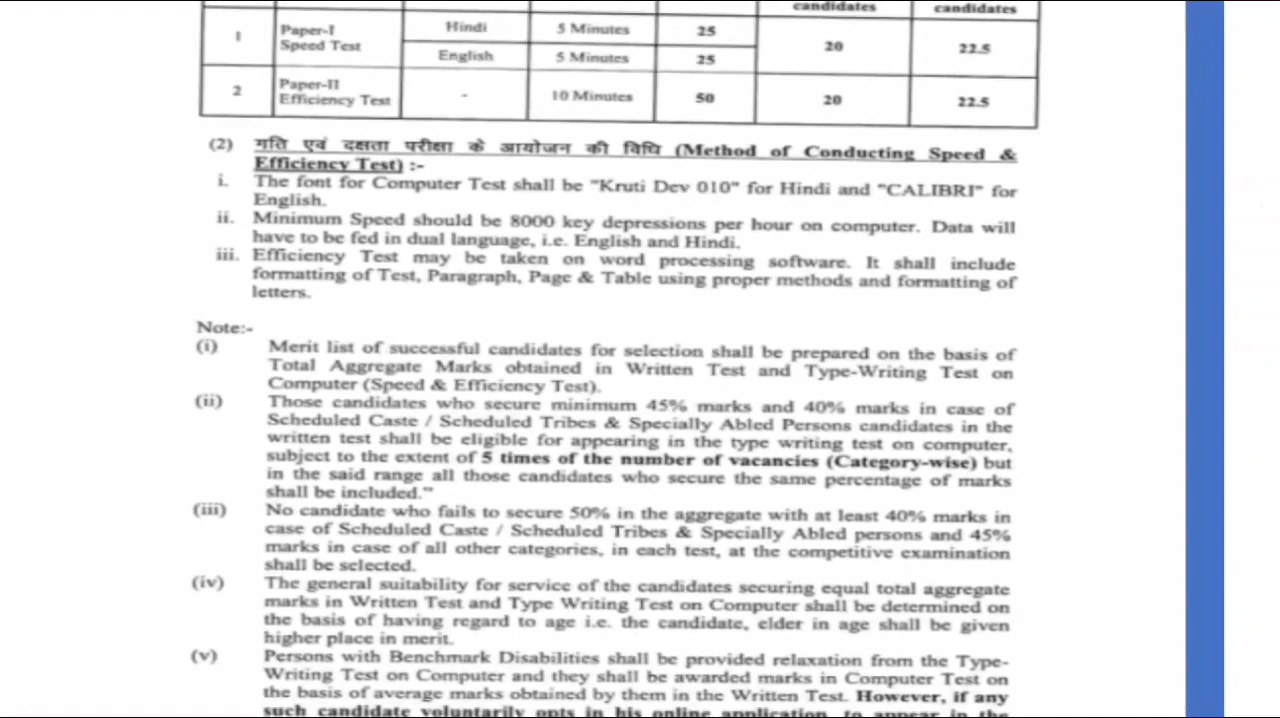 candidates candidates
1 Paper-I Speed Test Hindi 5 Minutes 25 20 22.5
English 5 Minutes 25
2 Paper-II Efficiency Test - 10 Minutes 50 20 22.5
(2) गति एवं दक्षता परीक्षा के आयोजन की विधि (Method of Conducting Speed &
Efficiency Test) :-
i. The font for Computer Test shall be "Kruti Dev 010" for Hindi and "CALIBRI" for
English.
ii. Minimum Speed should be 8000 key depressions per hour on computer. Data will
have to be fed in dual language, i.e. English and Hindi.
iii. Efficiency Test may be taken on word processing software. It shall include
formatting of Test, Paragraph, Page & Table using proper methods and formatting of
letters.
Note:-
(i) Merit list of successful candidates for selection shall be prepared on the basis of
Total Aggregate Marks obtained in Written Test and Type-Writing Test on
Computer (Speed & Efficiency Test).
(ii) Those candidates who secure minimum 45% marks and 40% marks in case of
Scheduled Caste / Scheduled Tribes & Specially Abled Persons candidates in the
written test shall be eligible for appearing in the type writing test on computer,
subject to the extent of 5 times of the number of vacancies (Category-wise) but
in the said range all those candidates who secure the same percentage of marks
shall be included."
(iii) No candidate who fails to secure 50% in the aggregate with at least 40% marks in
case of Scheduled Caste / Scheduled Tribes & Specially Abled persons and 45%
marks in case of all other categories, in each test, at the competitive examination
shall be selected.
(iv) The general suitability for service of the candidates securing equal total aggregate
marks in Written Test and Type Writing Test on Computer shall be determined on
the basis of having regard to age i.e. the candidate, elder in age shall be given
higher place in merit.
(v) Persons with Benchmark Disabilities shall be provided relaxation from the Type-
Writing Test on Computer and they shall be awarded marks in Computer Test on
the basis of average marks obtained by them in the Written Test. However, if any
such candidate voluntarily opts in his online application, to appear in the